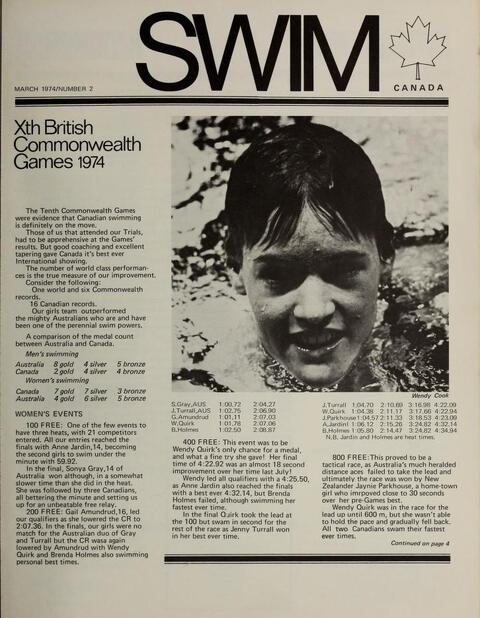 SWIM
CANADA
MARCH 1974/NUMBER 2
Xth British
Commonwealth
Games 1974
The Tenth Commonwealth Games
were evidence that Canadian swimming
is definitely on the move.
Those of us that attended our Trials,
had to be apprehensive at the Games'
results. But good coaching and excellent
tapering gave Canada it's best ever
International showing.
The number of world class performan-
ces is the true measure of our improvement.
Consider the following:
One world and six Commonwealth
records.
16 Canadian records.
Our girls team outperformed
the mighty Australians who are and have
been one of the perennial swim powers.
A comparison of the medal count
between Australia and Canada.
Men's swimming
Australia 8 gold 4 silver 5 bronze
Canada 2 gold 4 silver 4 bronze
Women's swimming
Canada 7 gold 7 silver 3 bronze
Australia 4 gold 6 silver 5 bronze
WOMEN'S EVENTS
100 FREE: One of the few events to
have three heats, with 21 competitors
entered. All our entries reached the
finals with Anne Jardin,14, becoming
the second girls to swim under the
minute with 59.92.
In the final, Sonya Gray,14 of
Australia won although, in a somewhat
slower time than she did in the heat.
She was followed by three Canadians,
all bettering the minute and setting us
up for an unbeatable free relay.
200 FREE: Gail Amundrud,16, led
our qualifiers as she lowered the CR to
2:07.36. In the finals, our girls were no
match for the Australian duo of Gray
and Turrall but the CR wasa again
lowered by Amundrud with Wendy
Quirk and Brenda Holmes also swimming
personal best times.
Wendy Cook
S.Gray,AUS 1:00.72 2:04,27
J.Turrall,AUS 1:02.75 2:06.90
G.Amundrud 1:01,11 2:07,03
W.Quirk 1:01.78 2:07,06
B.Holmes 1:02.50 2:08.87
400 FREE: This event was to be
Wendy Quirk's only chance for a medal,
and what a fine try she gave! Her final
time of 4:22.92 was an almost 18 second
improvement over her time last July!
Wendy led all qualifiers with a 4:25.50,
as Anne Jardin also reached the finals
with a best ever 4:32.14, but Brenda
Holmes failed, although swimming her
fastest ever time.
In the final Quirk took the lead at
the 100 but swam in second for the
rest of the race as Jenny Turrall won
in her best ever time.
J.Turrall 1:04,70 2:10,69 3:16,98 4:22,09
W.Quirk 1:04.38 2:11.17 3:17.66 4:22.94
J.Parkhouse1:04,57 2:11.33 3:18,53 4:23,09
A.Jardin1 1:06.12 2:15.26 3:24.82 4:32,14
B.Holmes 1:05.80 2:14,47 3:24.82 4:34,94
N.B. Jardin and Holmes are heat times.
800 FREE:This proved to be a
tactical race, as Australia's much heralded
distance aces failed to take the lead and
ultimately the race was won by New
Zealander Jaynie Parkhouse, a home-town
girl who improved close to 30 seconds
over her pre-Games best.
Wendy Quirk was in the race for the
lead up until 600 m, but she wasn't able
to hold the pace and gradually fell back.
All two Canadians swam their fastest
ever times.
Continued on page 4